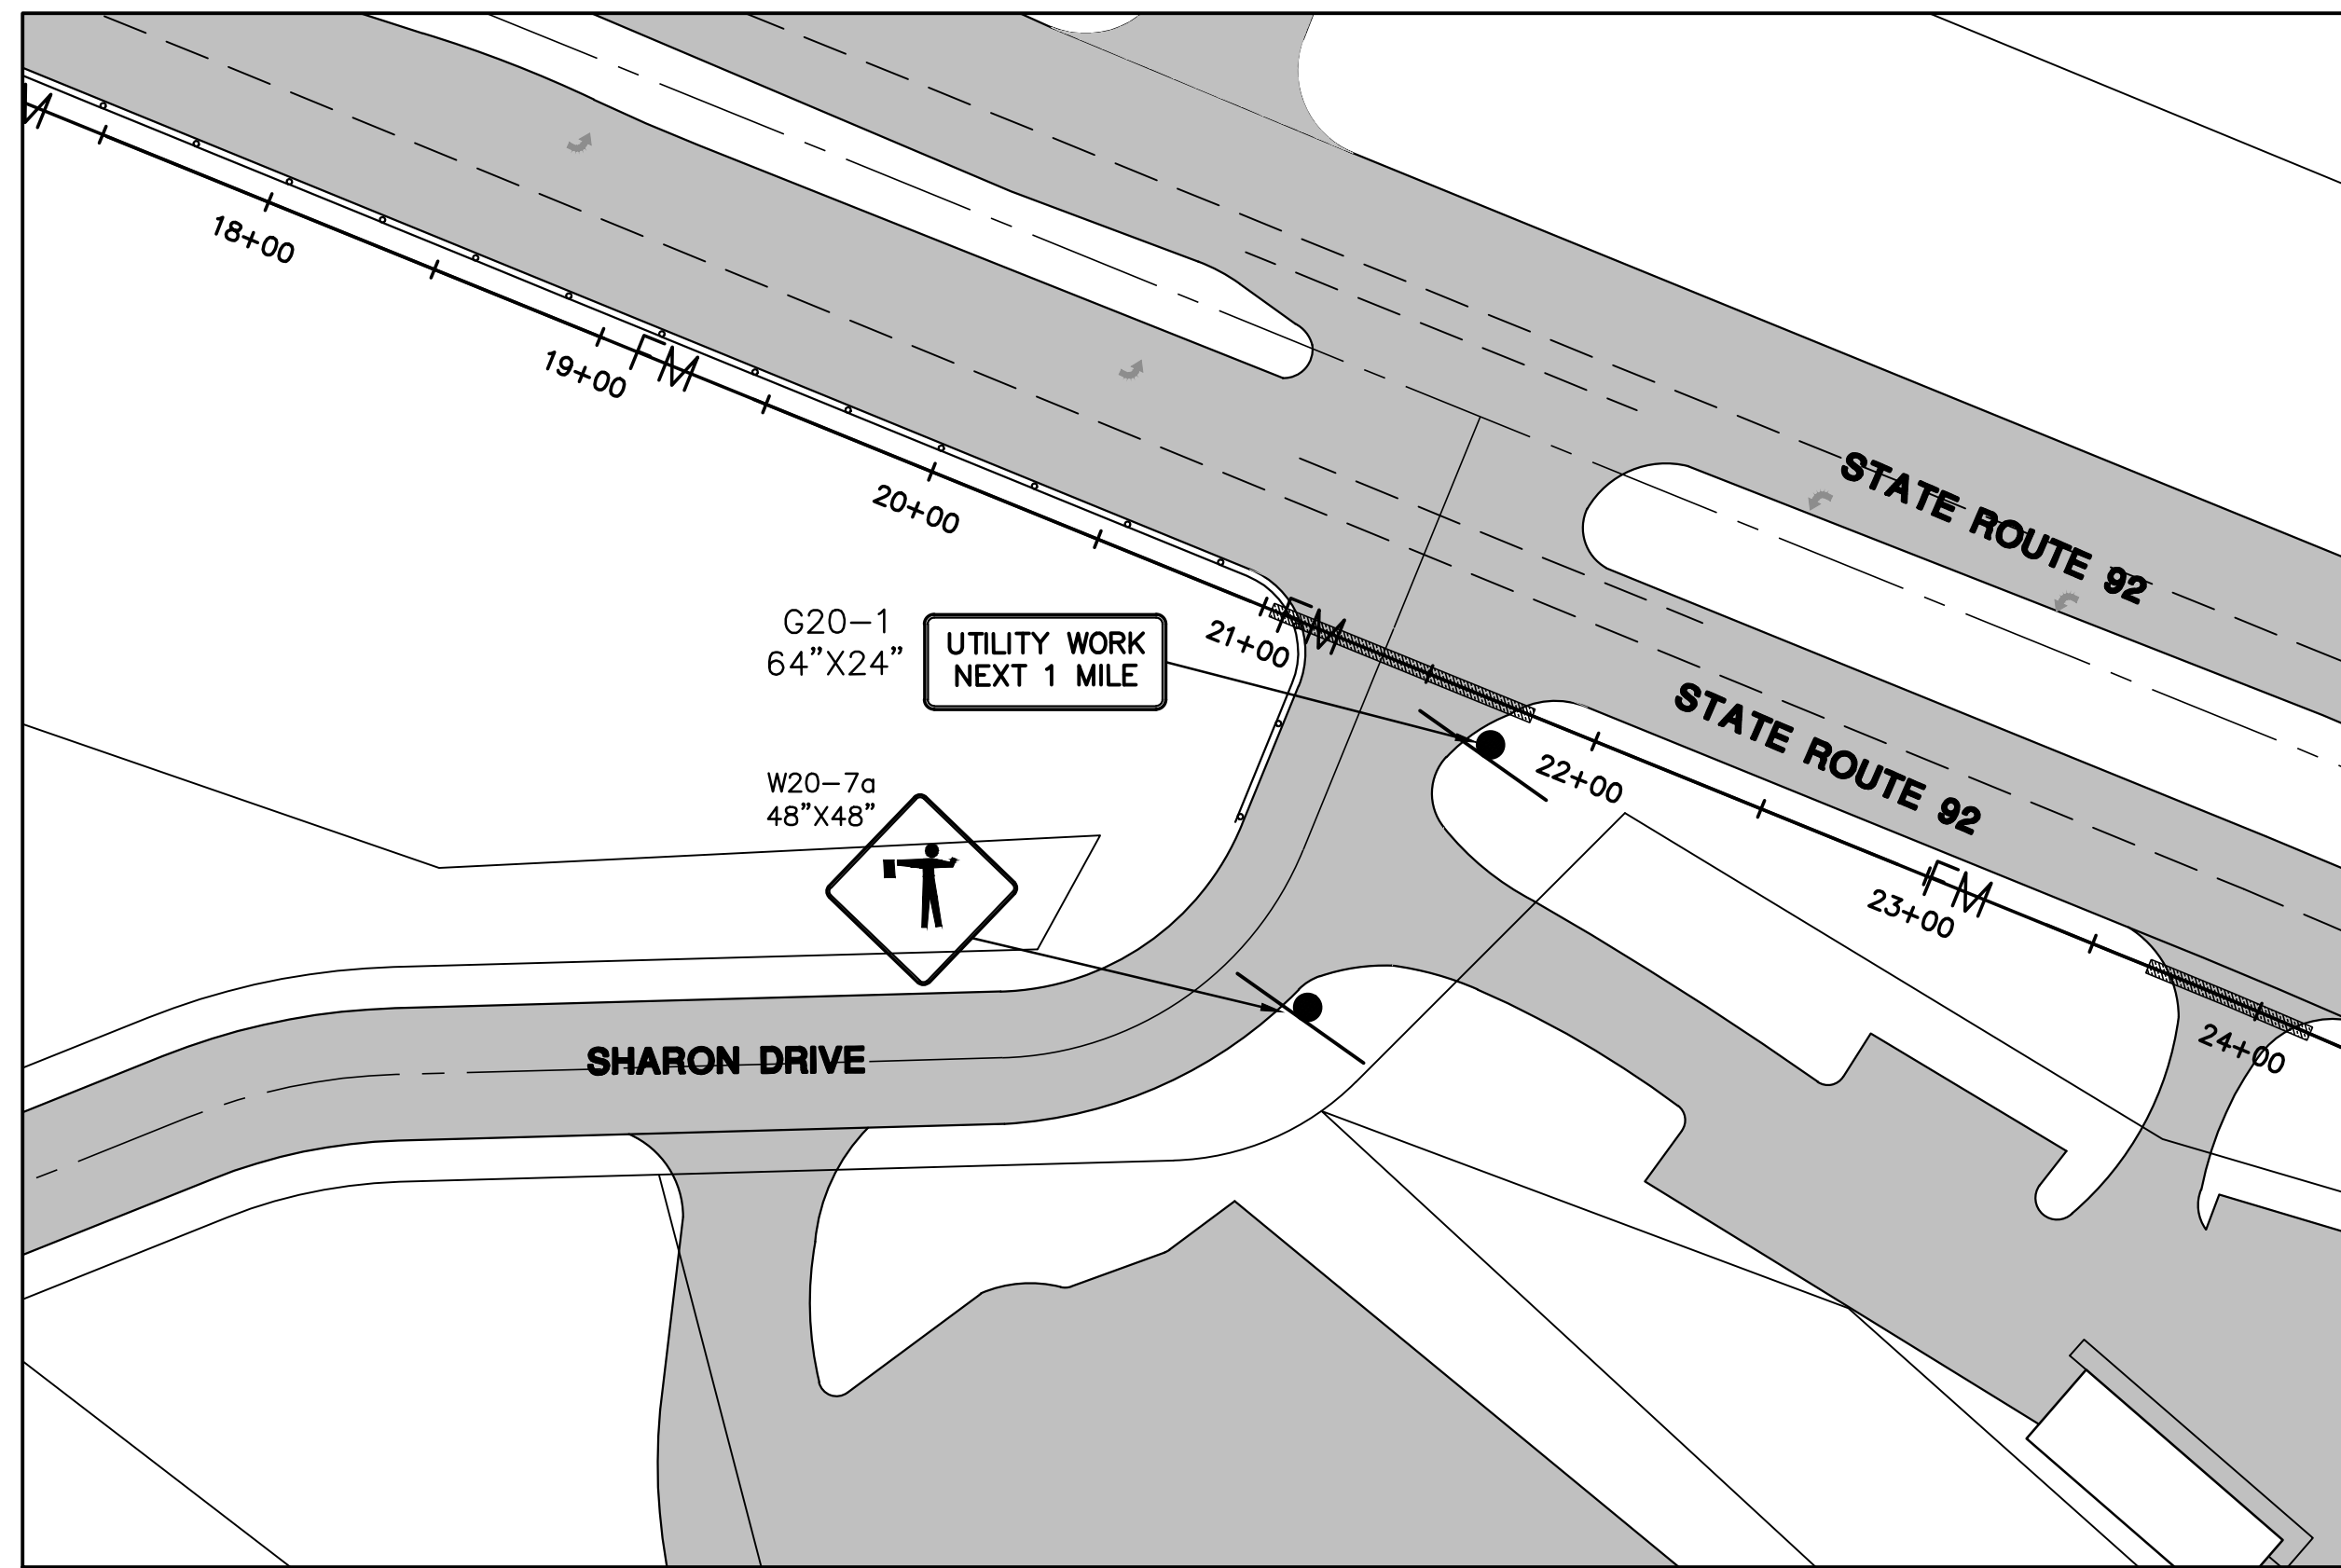 18+00
FM
19+00
20+00
STATE ROUTE 92
G20-1
64"X24"
UTILITY WORK
NEXT 1 MILE
21+00
FM
STATE ROUTE 92
22+00
W20-7a
48"X48"
FM
23+00
24+00
SHARON DRIVE